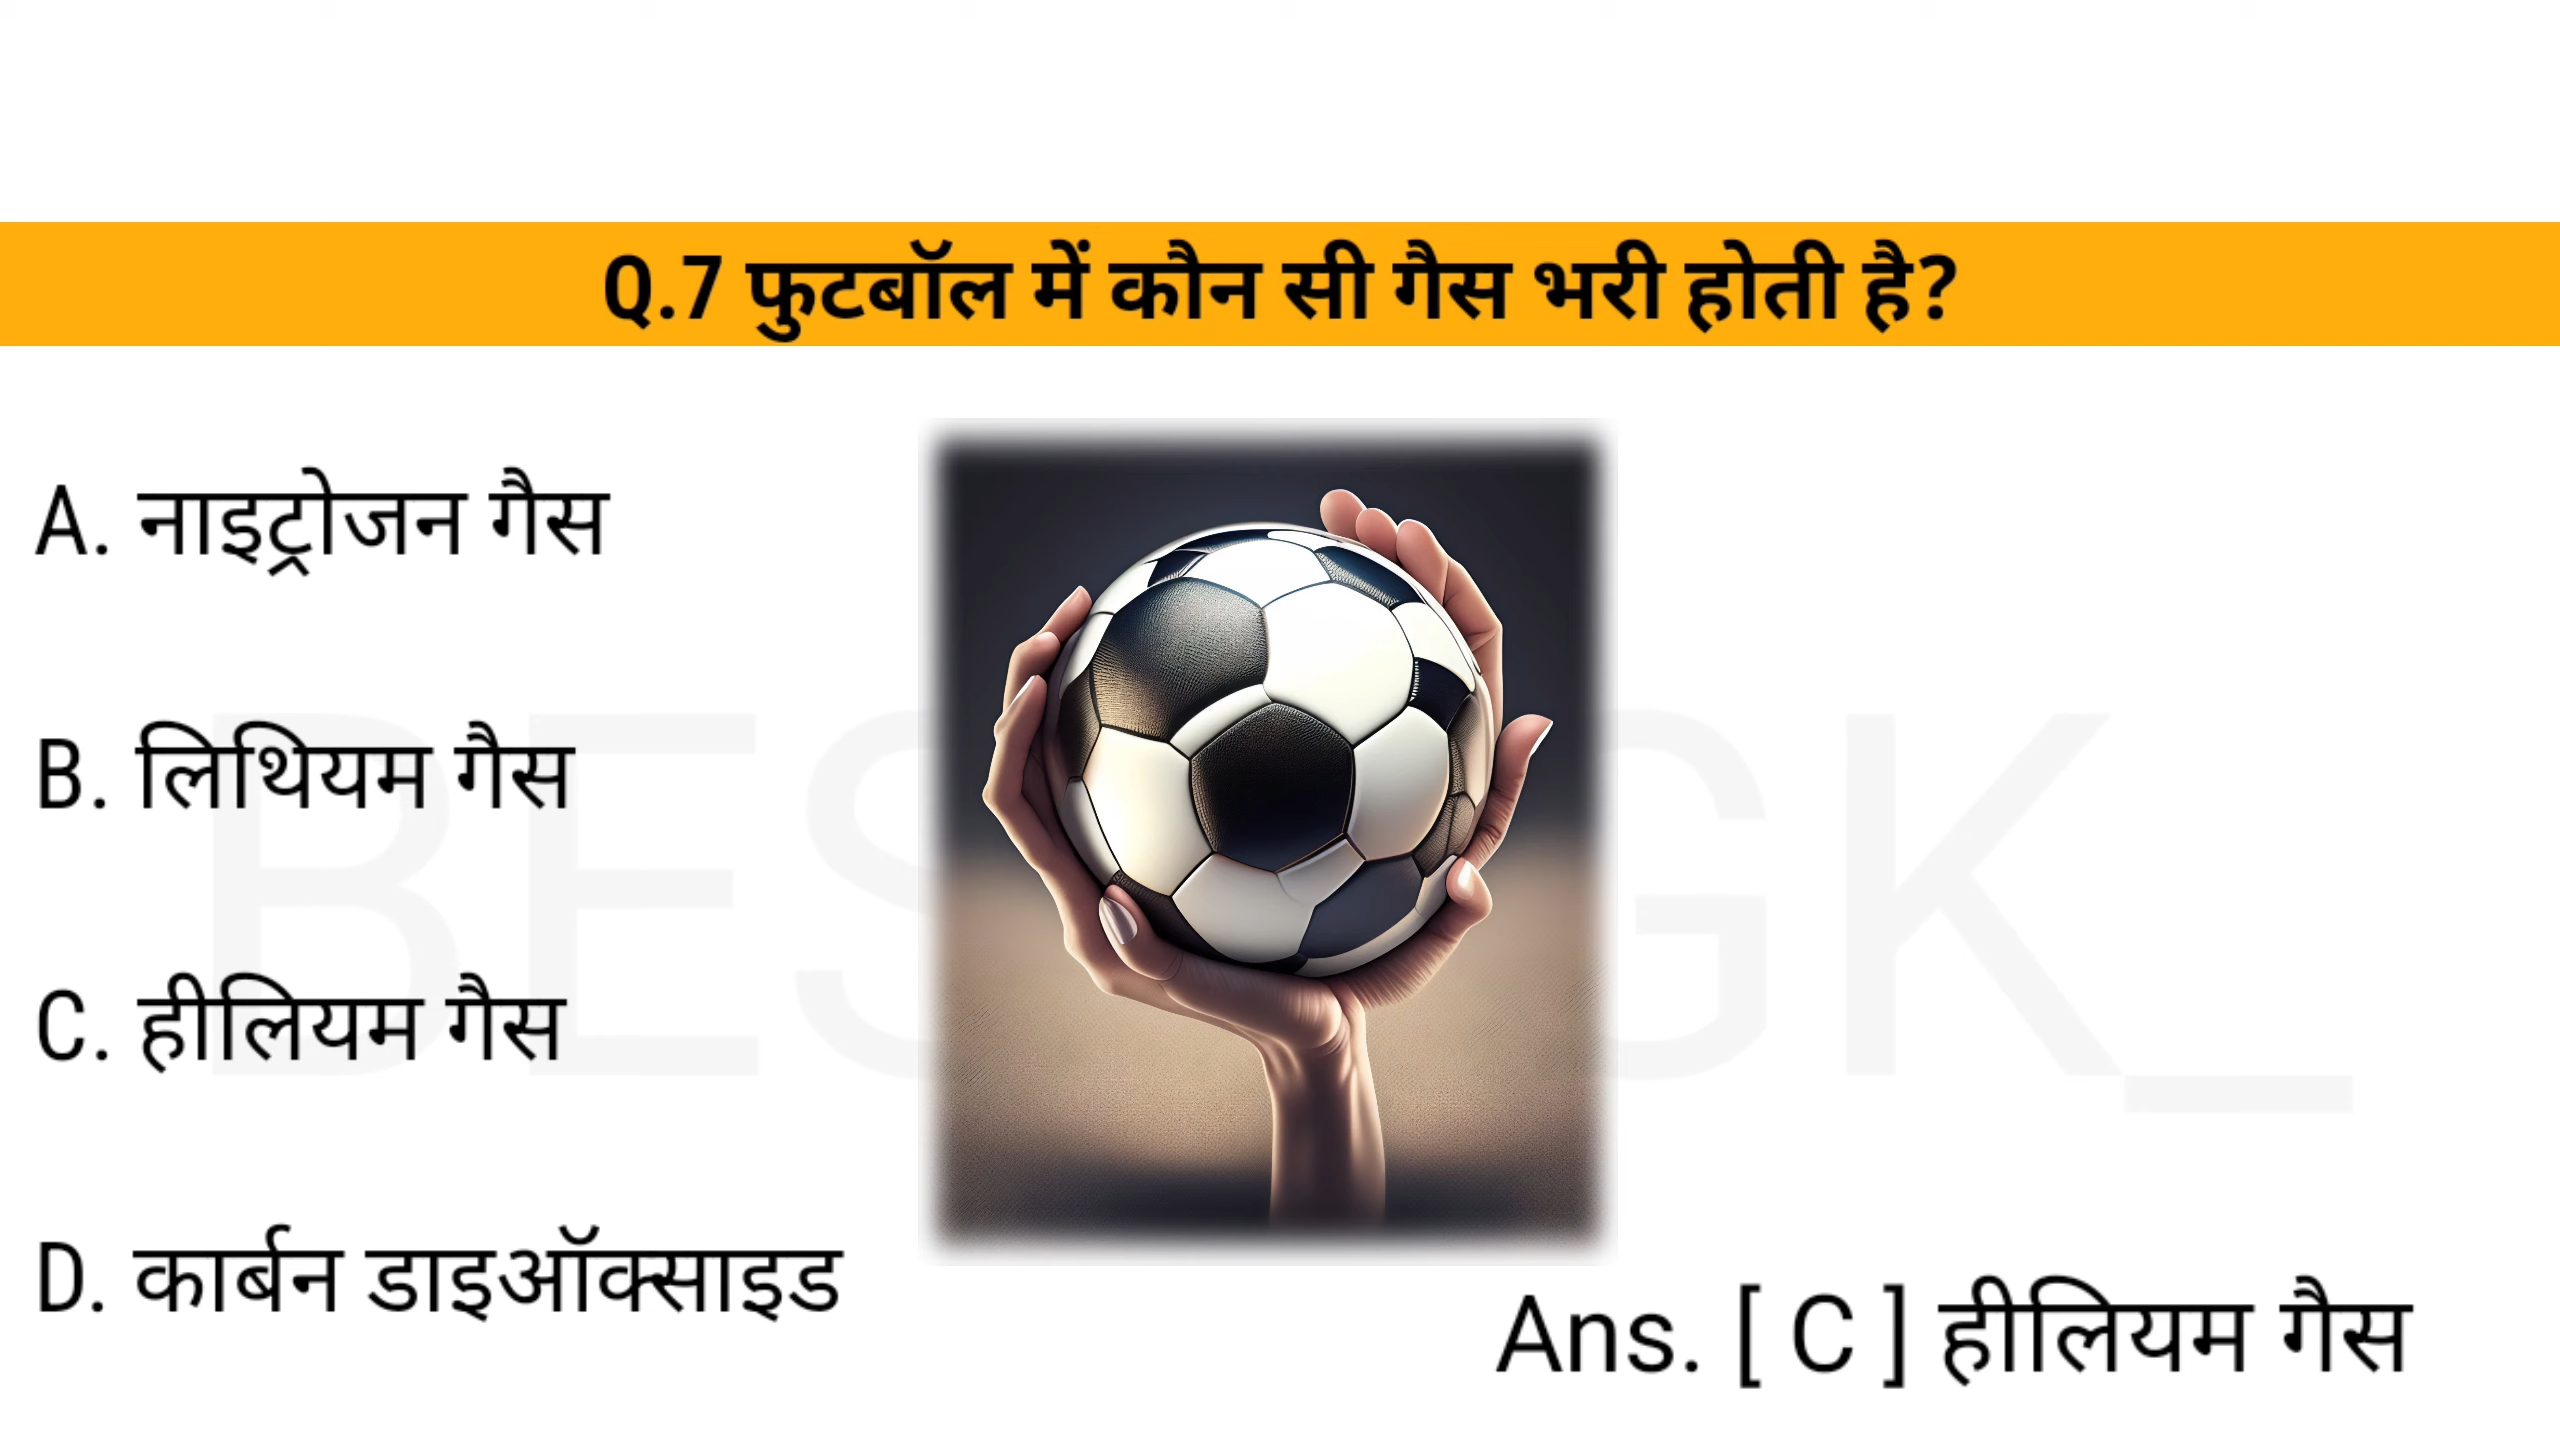 Q.7 फुटबॉल में कौन सी गैस भरी होती है?
A. नाइट्रोजन गैस
B. लिथियम गैस
C. हीलियम गैस
D. कार्बन डाइऑक्साइड
Ans. [ C ] हीलियम गैस